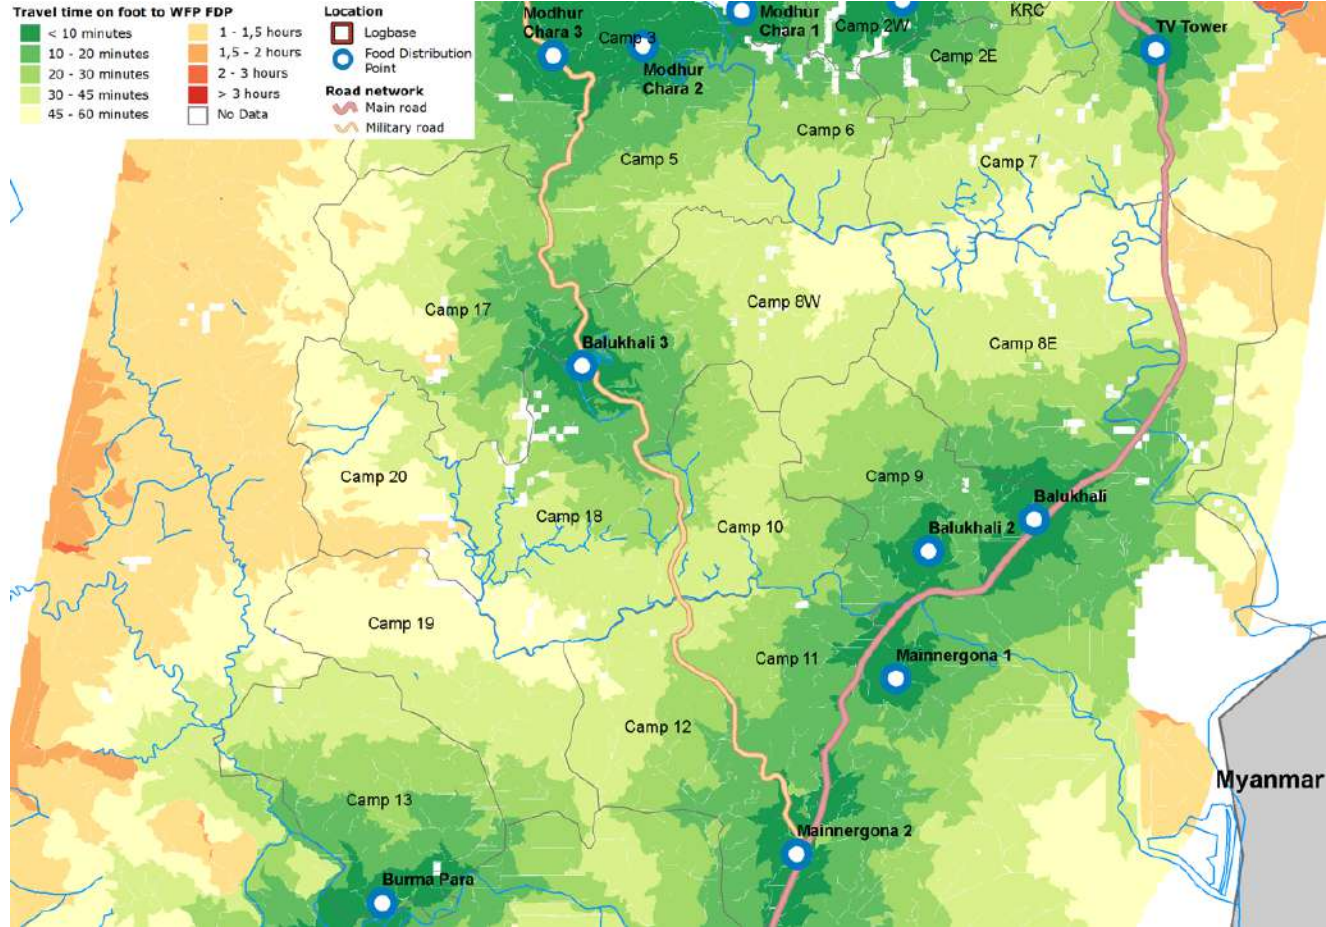 Travel time on foot to WFP FDP
< 10 minutes
10 - 20 minutes
20 - 30 minutes
30 - 45 minutes
45 - 60 minutes
1 - 1,5 hours
1,5 - 2 hours
2 - 3 hours
> 3 hours
No Data
Location
Logbase
Food Distribution
Point
Road network
Main road
Military road
Modhur
Chara 3
Camp 3
Modhur
Chara 2
Modhur
Chara 1
Camp 2W
KRC
Camp 2E
TV Tower
Camp 6
Camp 5
Camp 7
Camp 17
Camp 8W
Balukhali 3
Camp 8E
Camp 20
Camp 9
Balukhali
Camp 18
Camp 10
Balukhali 2
Camp 19
Camp 11
Mainnergona 1
Camp 12
Myanmar
Camp 13
Mainnergona 2
Burma Para